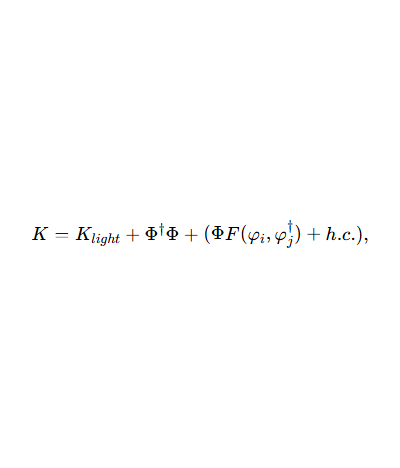 K = K_{light} + Φ^†Φ + (ΦF(φ_i, φ_j^†) + h.c.),